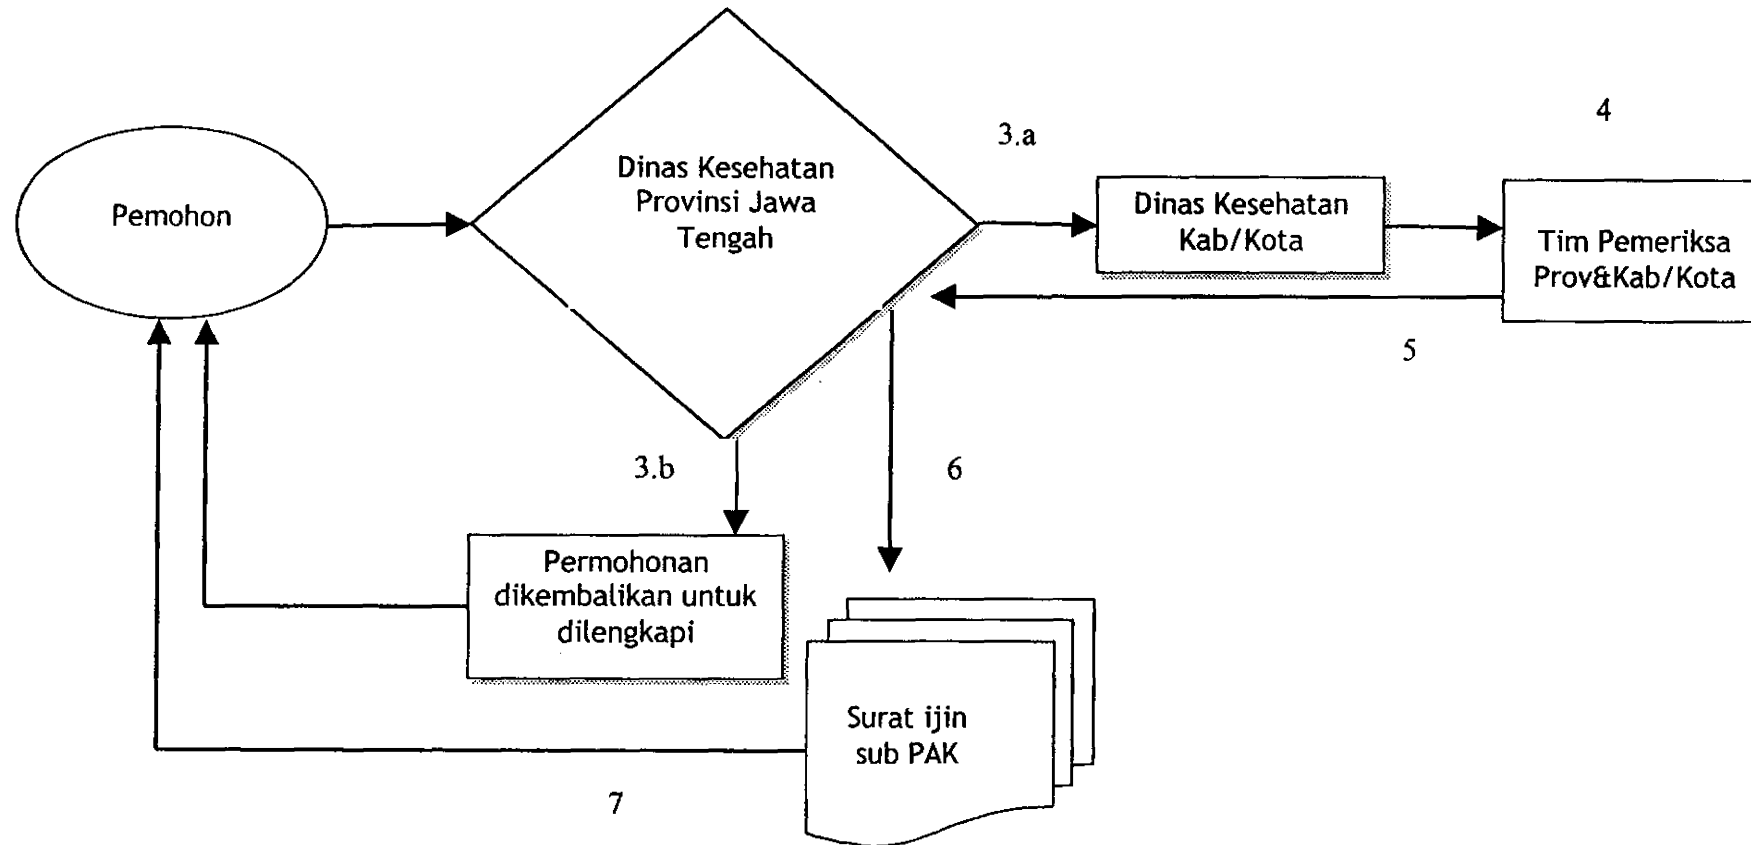 4
3.a
Dinas Kesehatan
Provinsi Jawa
Tengah
Pemohon
Dinas Kesehatan
Kab/Kota
Tim Pemeriksa
Prov&Kab/Kota
5
3.b
6
Permohonan
dikembalikan untuk
dilengkapi
Surat ijin
sub PAK
7